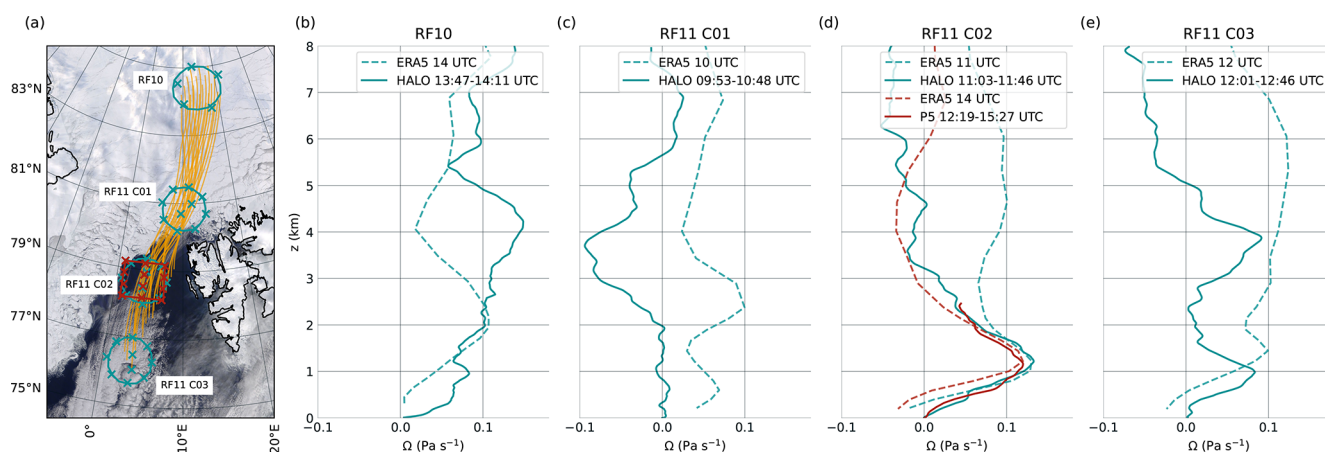 (a)
(b)
(c)
(d)
(e)
RF10
RF11 C01
RF11 C02
RF11 C03
83°N
81°N
79°N
77°N
75°N
0°
10°E
20°E
RF10
RF11 C01
RF11 C02
RF11 C03
z (km)
8
7
6
5
4
3
2
1
0
ERA5 14 UTC
HALO 13:47-14:11 UTC
−0.1
0.0
0.1
Ω (Pa s⁻¹)
ERA5 10 UTC
HALO 09:53-10:48 UTC
−0.1
0.0
0.1
Ω (Pa s⁻¹)
ERA5 11 UTC
HALO 11:03-11:46 UTC
ERA5 14 UTC
P5 12:19-15:27 UTC
−0.1
0.0
0.1
Ω (Pa s⁻¹)
ERA5 12 UTC
HALO 12:01-12:46 UTC
−0.1
0.0
0.1
Ω (Pa s⁻¹)